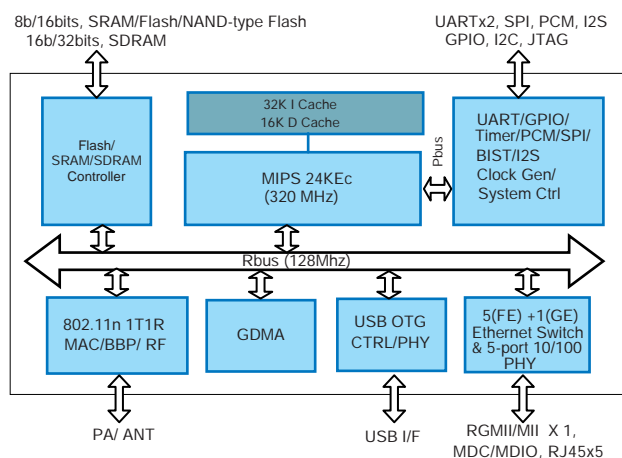 8b/16bits, SRAM/Flash/NAND-type Flash
16b/32bits, SDRAM
UARTx2, SPI, PCM, I2S
GPIO, I2C, JTAG
32K I Cache
16K D Cache
Flash/
SRAM/SDRAM
Controller
MIPS 24KEc
(320 MHz)
Pbus
UART/GPIO/
Timer/PCM/SPI/
BIST/I2S
Clock Gen/
System Ctrl
Rbus (128Mhz)
802.11n 1T1R
MAC/BBP/ RF
GDMA
USB OTG
CTRL/PHY
5(FE) +1(GE)
Ethernet Switch
& 5-port 10/100
PHY
PA/ ANT
USB I/F
RGMII/MII X 1,
MDC/MDIO, RJ45x5